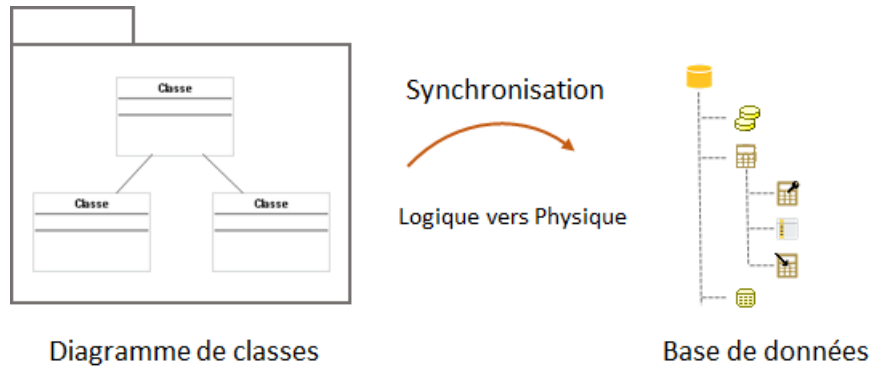 Classe
Synchronisation
Classe
Classe
Logique vers Physique
Diagramme de classes
Base de données